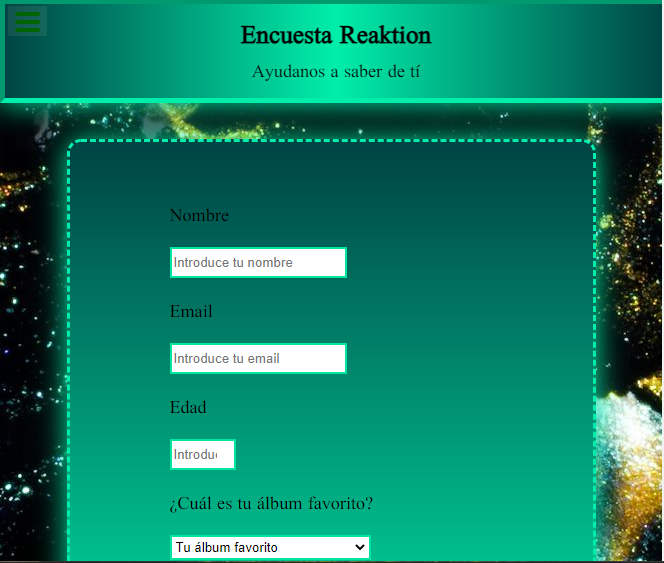 Encuesta Reaktion
Ayudanos a saber de tí
Nombre
Introduce tu nombre
Email
Introduce tu email
Edad
Introduc
¿Cuál es tu álbum favorito?
Tu álbum favorito